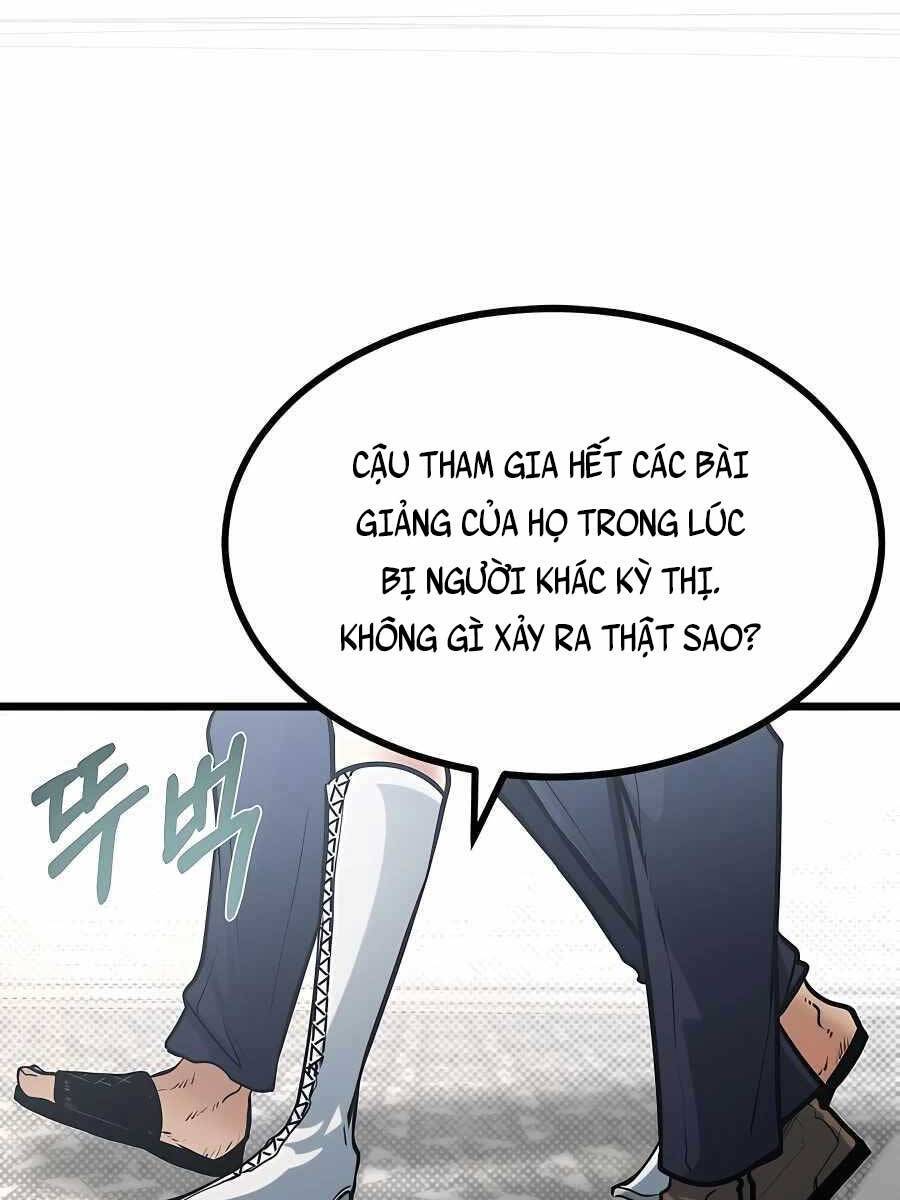 CẬU THAM GIA HẾT CÁC BÀI
GIẢNG CỦA HỌ TRONG LÚC
BỊ NGƯỜI KHÁC KỲ THỊ.
KHÔNG GÌ XẢY RA THẬT SAO?
뚜벅